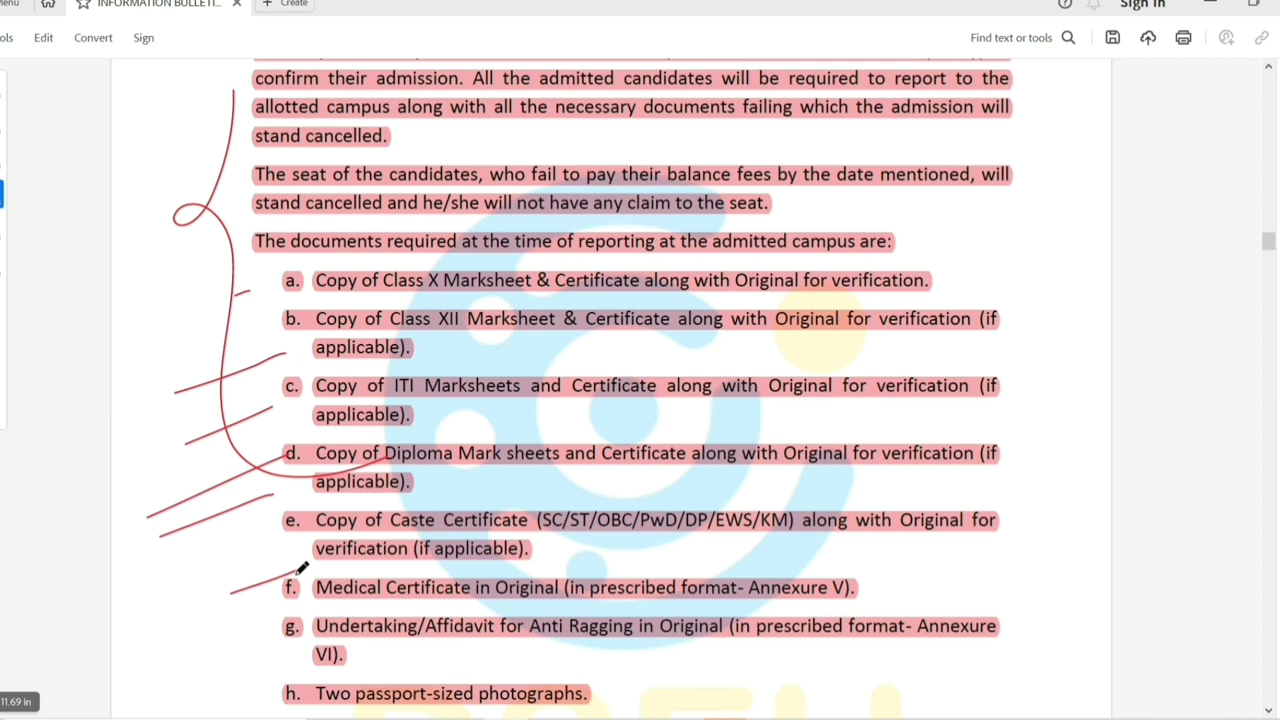 INFORMATION BULLETI...
Create
Sign in
Edit Convert Sign
Find text or tools
confirm their admission. All the admitted candidates will be required to report to the
allotted campus along with all the necessary documents failing which the admission will
stand cancelled.
The seat of the candidates, who fail to pay their balance fees by the date mentioned, will
stand cancelled and he/she will not have any claim to the seat.
The documents required at the time of reporting at the admitted campus are:
a. Copy of Class X Marksheet & Certificate along with Original for verification.
b. Copy of Class XII Marksheet & Certificate along with Original for verification (if
applicable).
c. Copy of ITI Marksheets and Certificate along with Original for verification (if
applicable).
d. Copy of Diploma Mark sheets and Certificate along with Original for verification (if
applicable).
e. Copy of Caste Certificate (SC/ST/OBC/PwD/DP/EWS/KM) along with Original for
verification (if applicable).
f. Medical Certificate in Original (in prescribed format- Annexure V).
g. Undertaking/Affidavit for Anti Ragging in Original (in prescribed format- Annexure
VI).
h. Two passport-sized photographs.
11.69 in